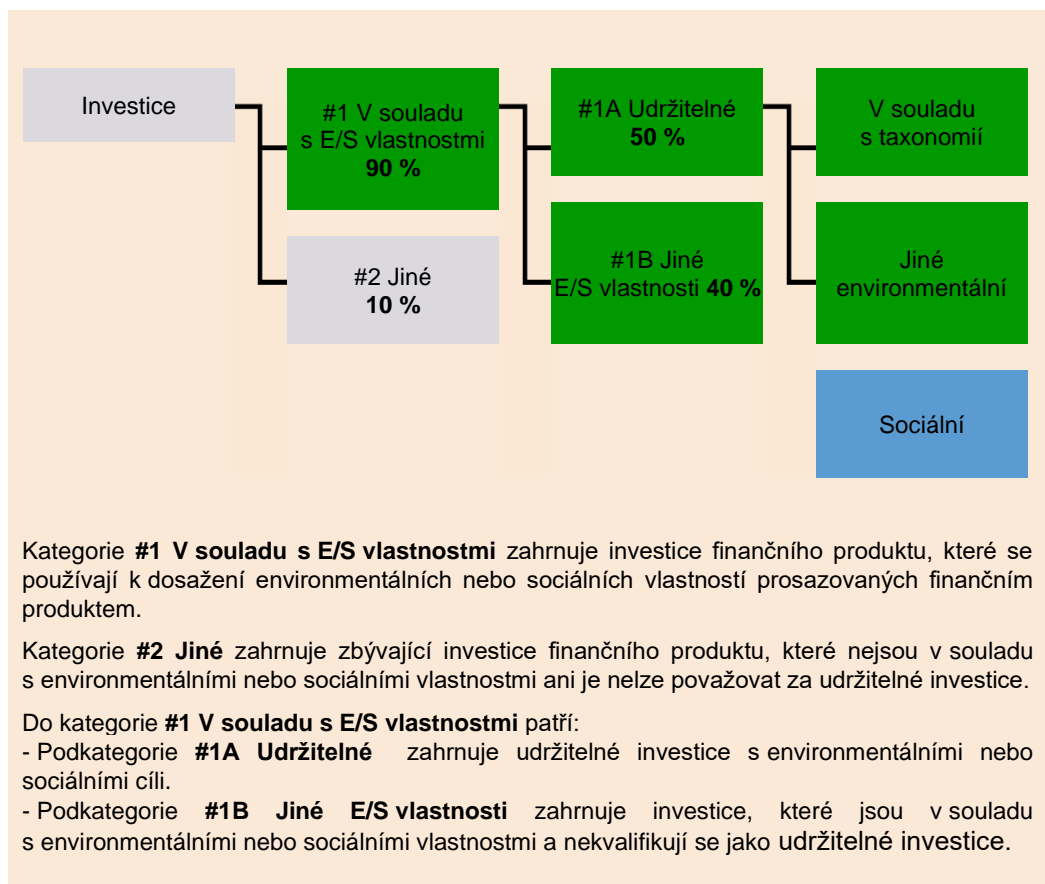 Investice
#1 V souladu
s E/S vlastnostmi
90 %
#2 Jiné
10 %
#1A Udržitelné
50 %
#1B Jiné
E/S vlastnosti 40 %
V souladu
s taxonomií
Jiné
environmentální
Sociální
Kategorie #1 V souladu s E/S vlastnostmi zahrnuje investice finančního produktu, které se
používají k dosažení environmentálních nebo sociálních vlastností prosazovaných finančním
produktem.
Kategorie #2 Jiné zahrnuje zbývající investice finančního produktu, které nejsou v souladu
s environmentálními nebo sociálními vlastnostmi ani je nelze považovat za udržitelné investice.
Do kategorie #1 V souladu s E/S vlastnostmi patří:
- Podkategorie #1A Udržitelné zahrnuje udržitelné investice s environmentálními nebo
sociálními cíli.
- Podkategorie #1B Jiné E/S vlastnosti zahrnuje investice, které jsou v souladu
s environmentálními nebo sociálními vlastnostmi a nekvalifikují se jako udržitelné investice.